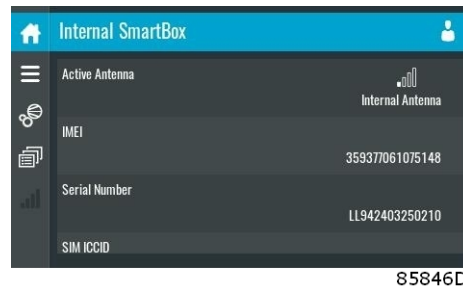 Internal SmartBox
Active Antenna
Internal Antenna
IMEI
359377061075148
Serial Number
LL942403250210
SIM ICCID
85846D